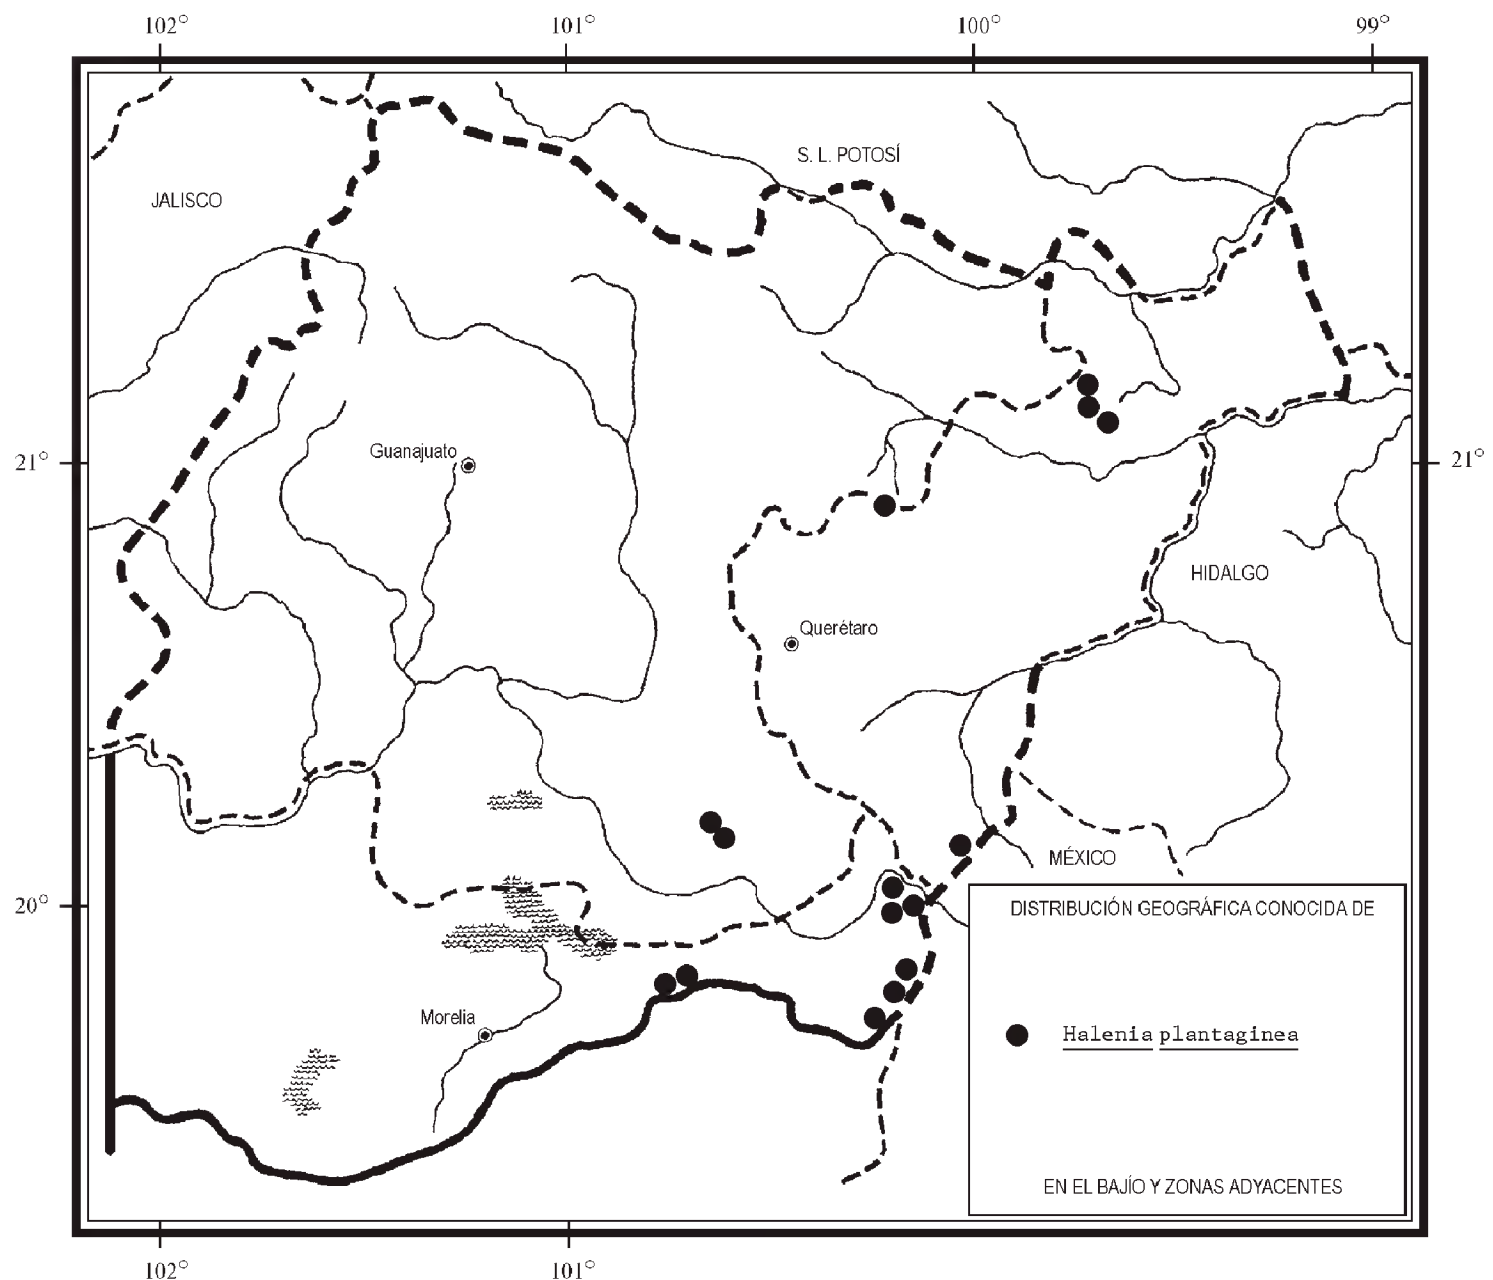 102° 101° 100° 99°
S. L. POTOSÍ
JALISCO
Guanajuato
21° 21°
HIDALGO
Querétaro
MÉXICO
20°
DISTRIBUCIÓN GEOGRÁFICA CONOCIDA DE
Morelia
Halenia plantaginea
EN EL BAJÍO Y ZONAS ADYACENTES
102° 101°